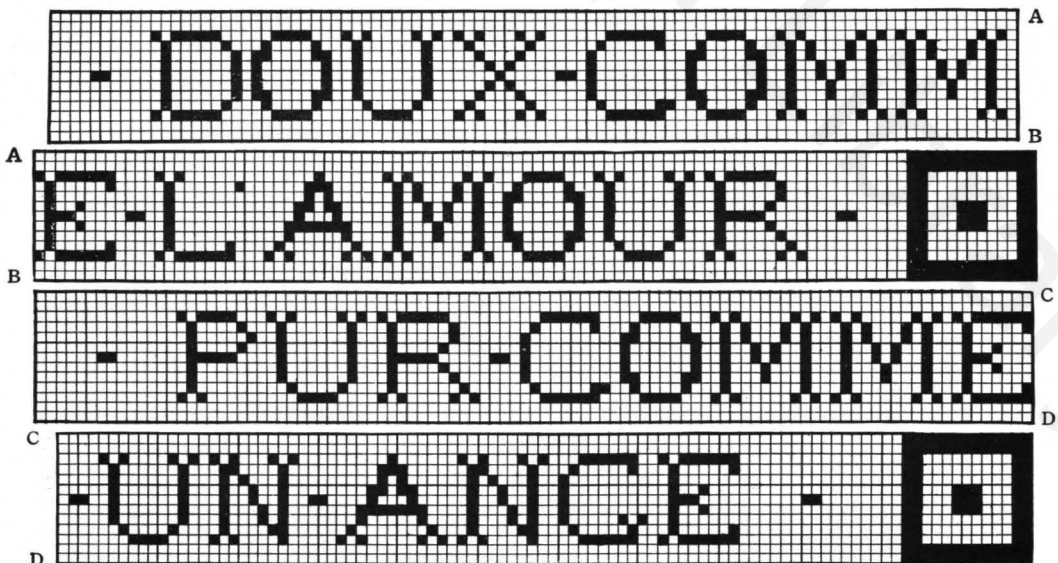 A
- DOUX-COMM
B
A
E-L'AMOUR -
B
C
- PUR-COMME
D
C
-UN-ANGE -
D